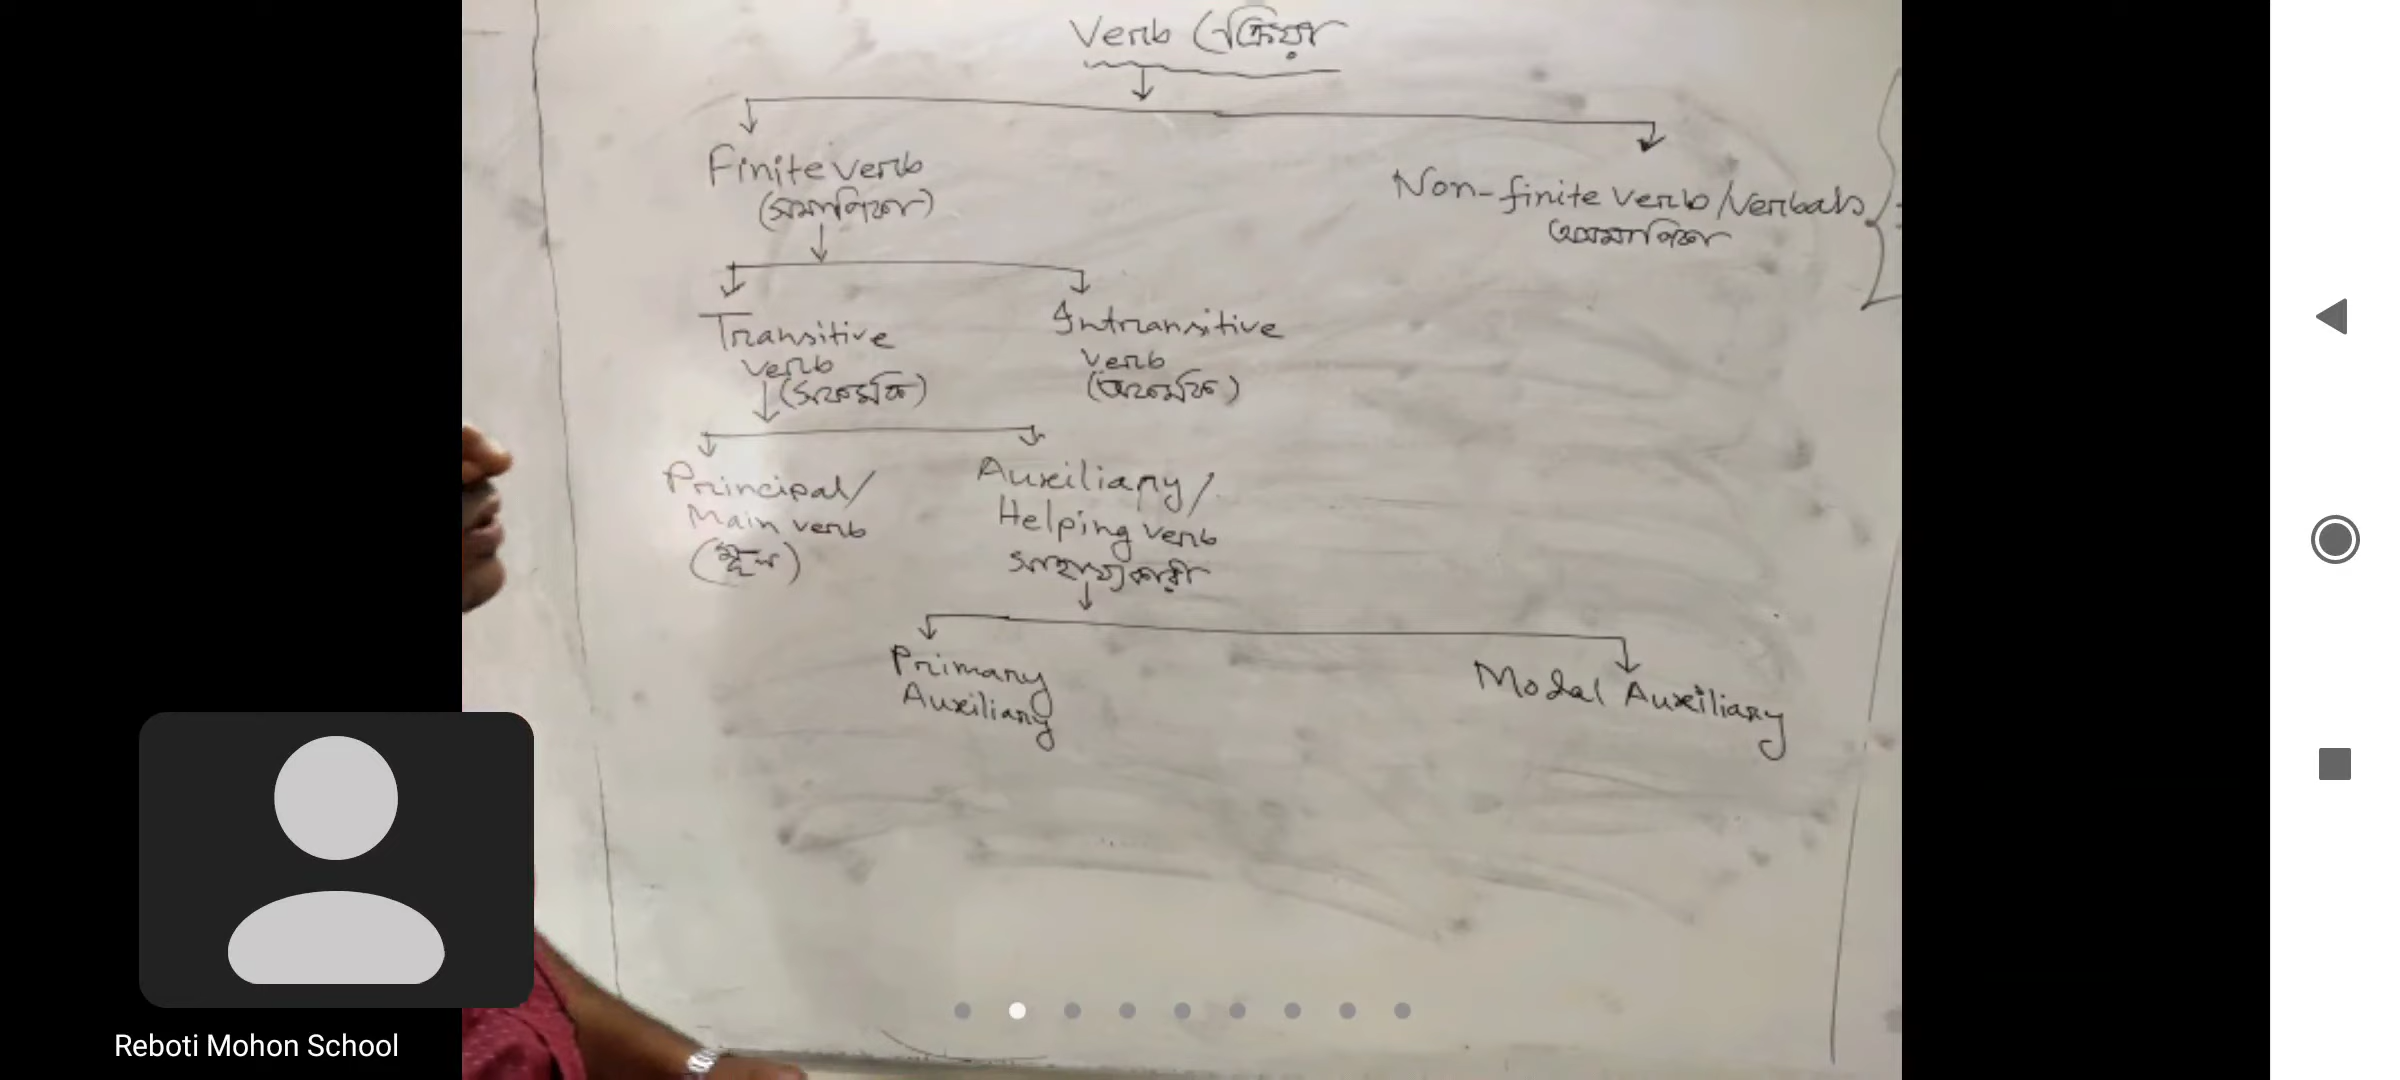 Verb (ক্রিয়া
Finite verb
(সমাপিকা)
Non-finite verb/verbals
অসমাপিকা
Transitive
verb
(সকর্মক)
Intransitive
verb
(অকর্মক)
Principal/
Main verb
(মূল)
Auxiliary/
Helping verb
সাহায্যকারী
Primary
Auxiliary
Modal Auxiliary
Reboti Mohon School